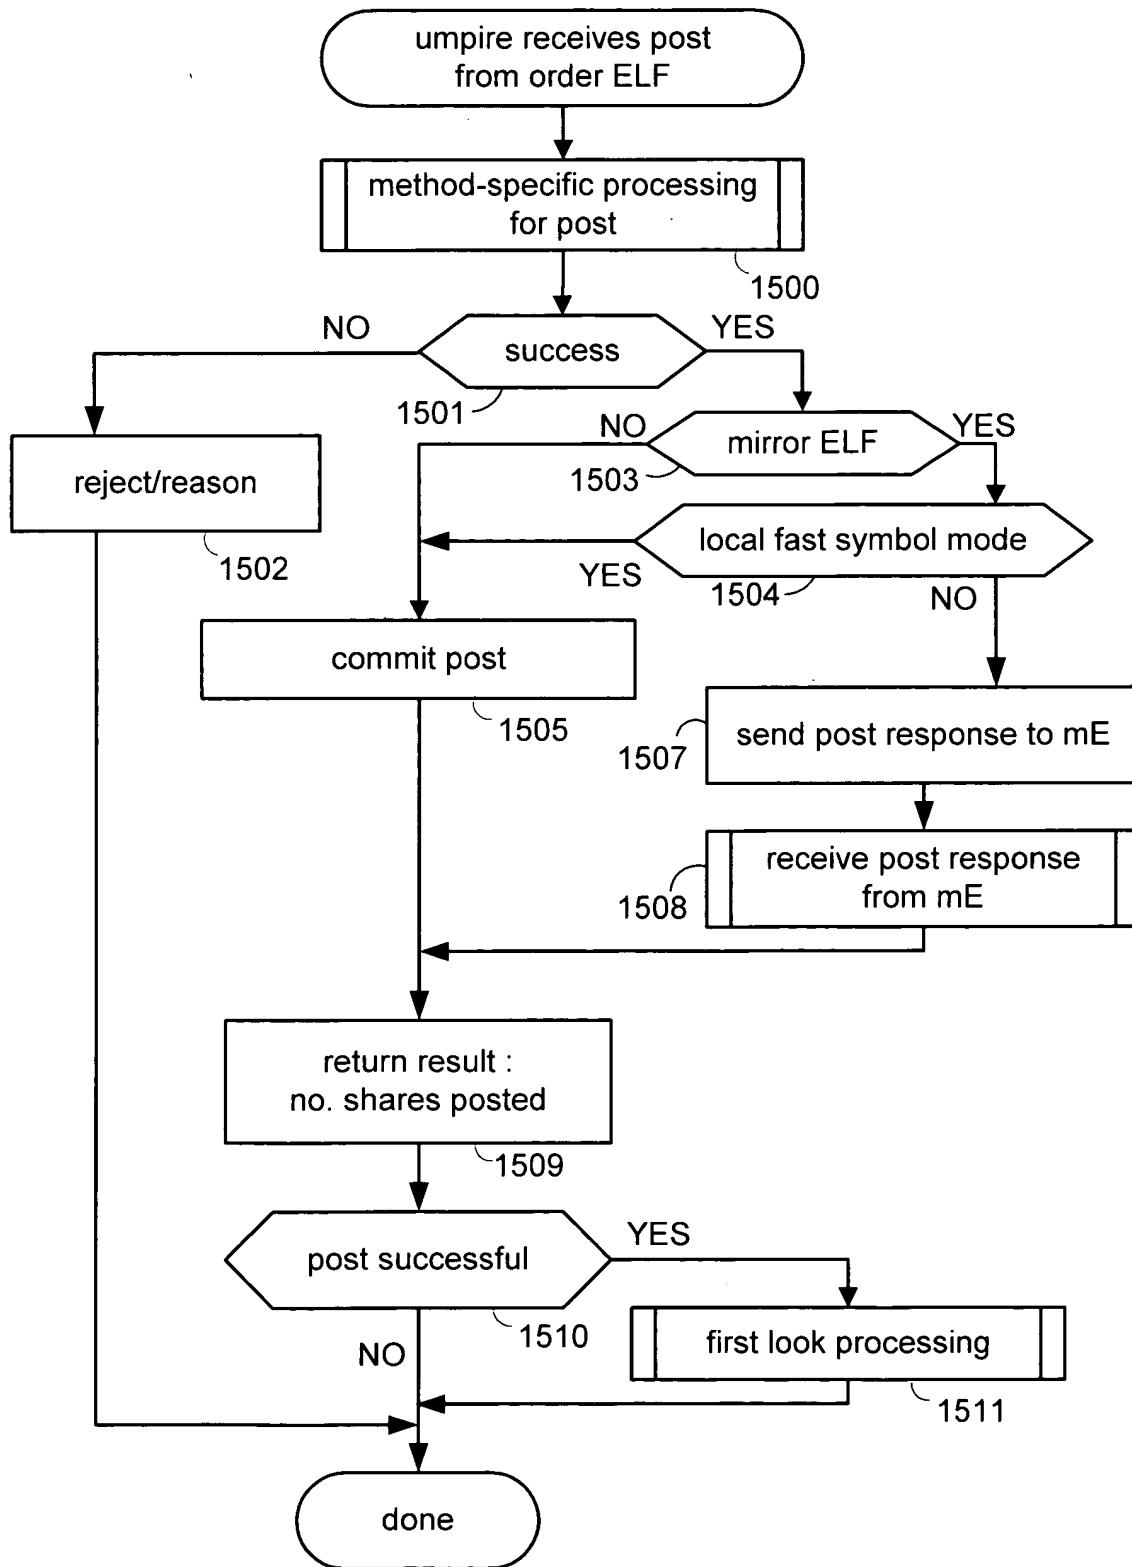 umpire receives post
from order ELF
method-specific processing
for post
1500
NO
YES
success
1501
NO
YES
mirror ELF
1503
reject/reason
1502
local fast symbol mode
YES
1504
NO
commit post
1505
send post response to mE
1507
receive post response
from mE
1508
return result :
no. shares posted
1509
YES
post successful
1510
NO
first look processing
1511
done